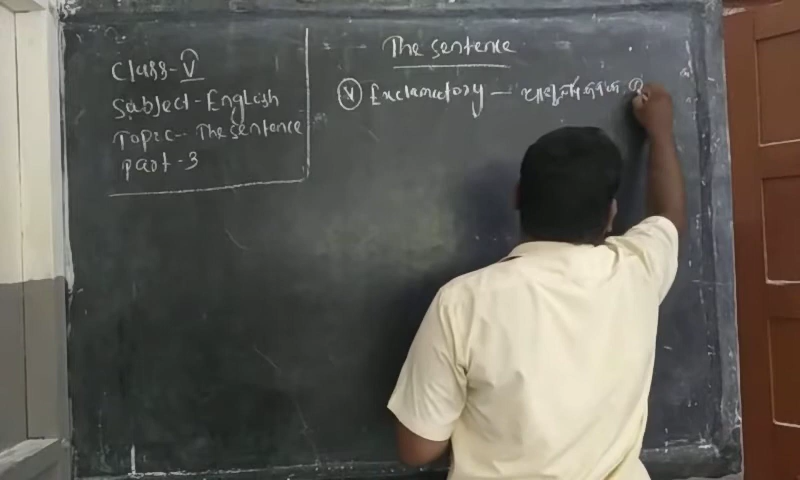 Class-V
Subject-English
Topic-The sentence
Part-3
The sentence
(v) Exclamatory —